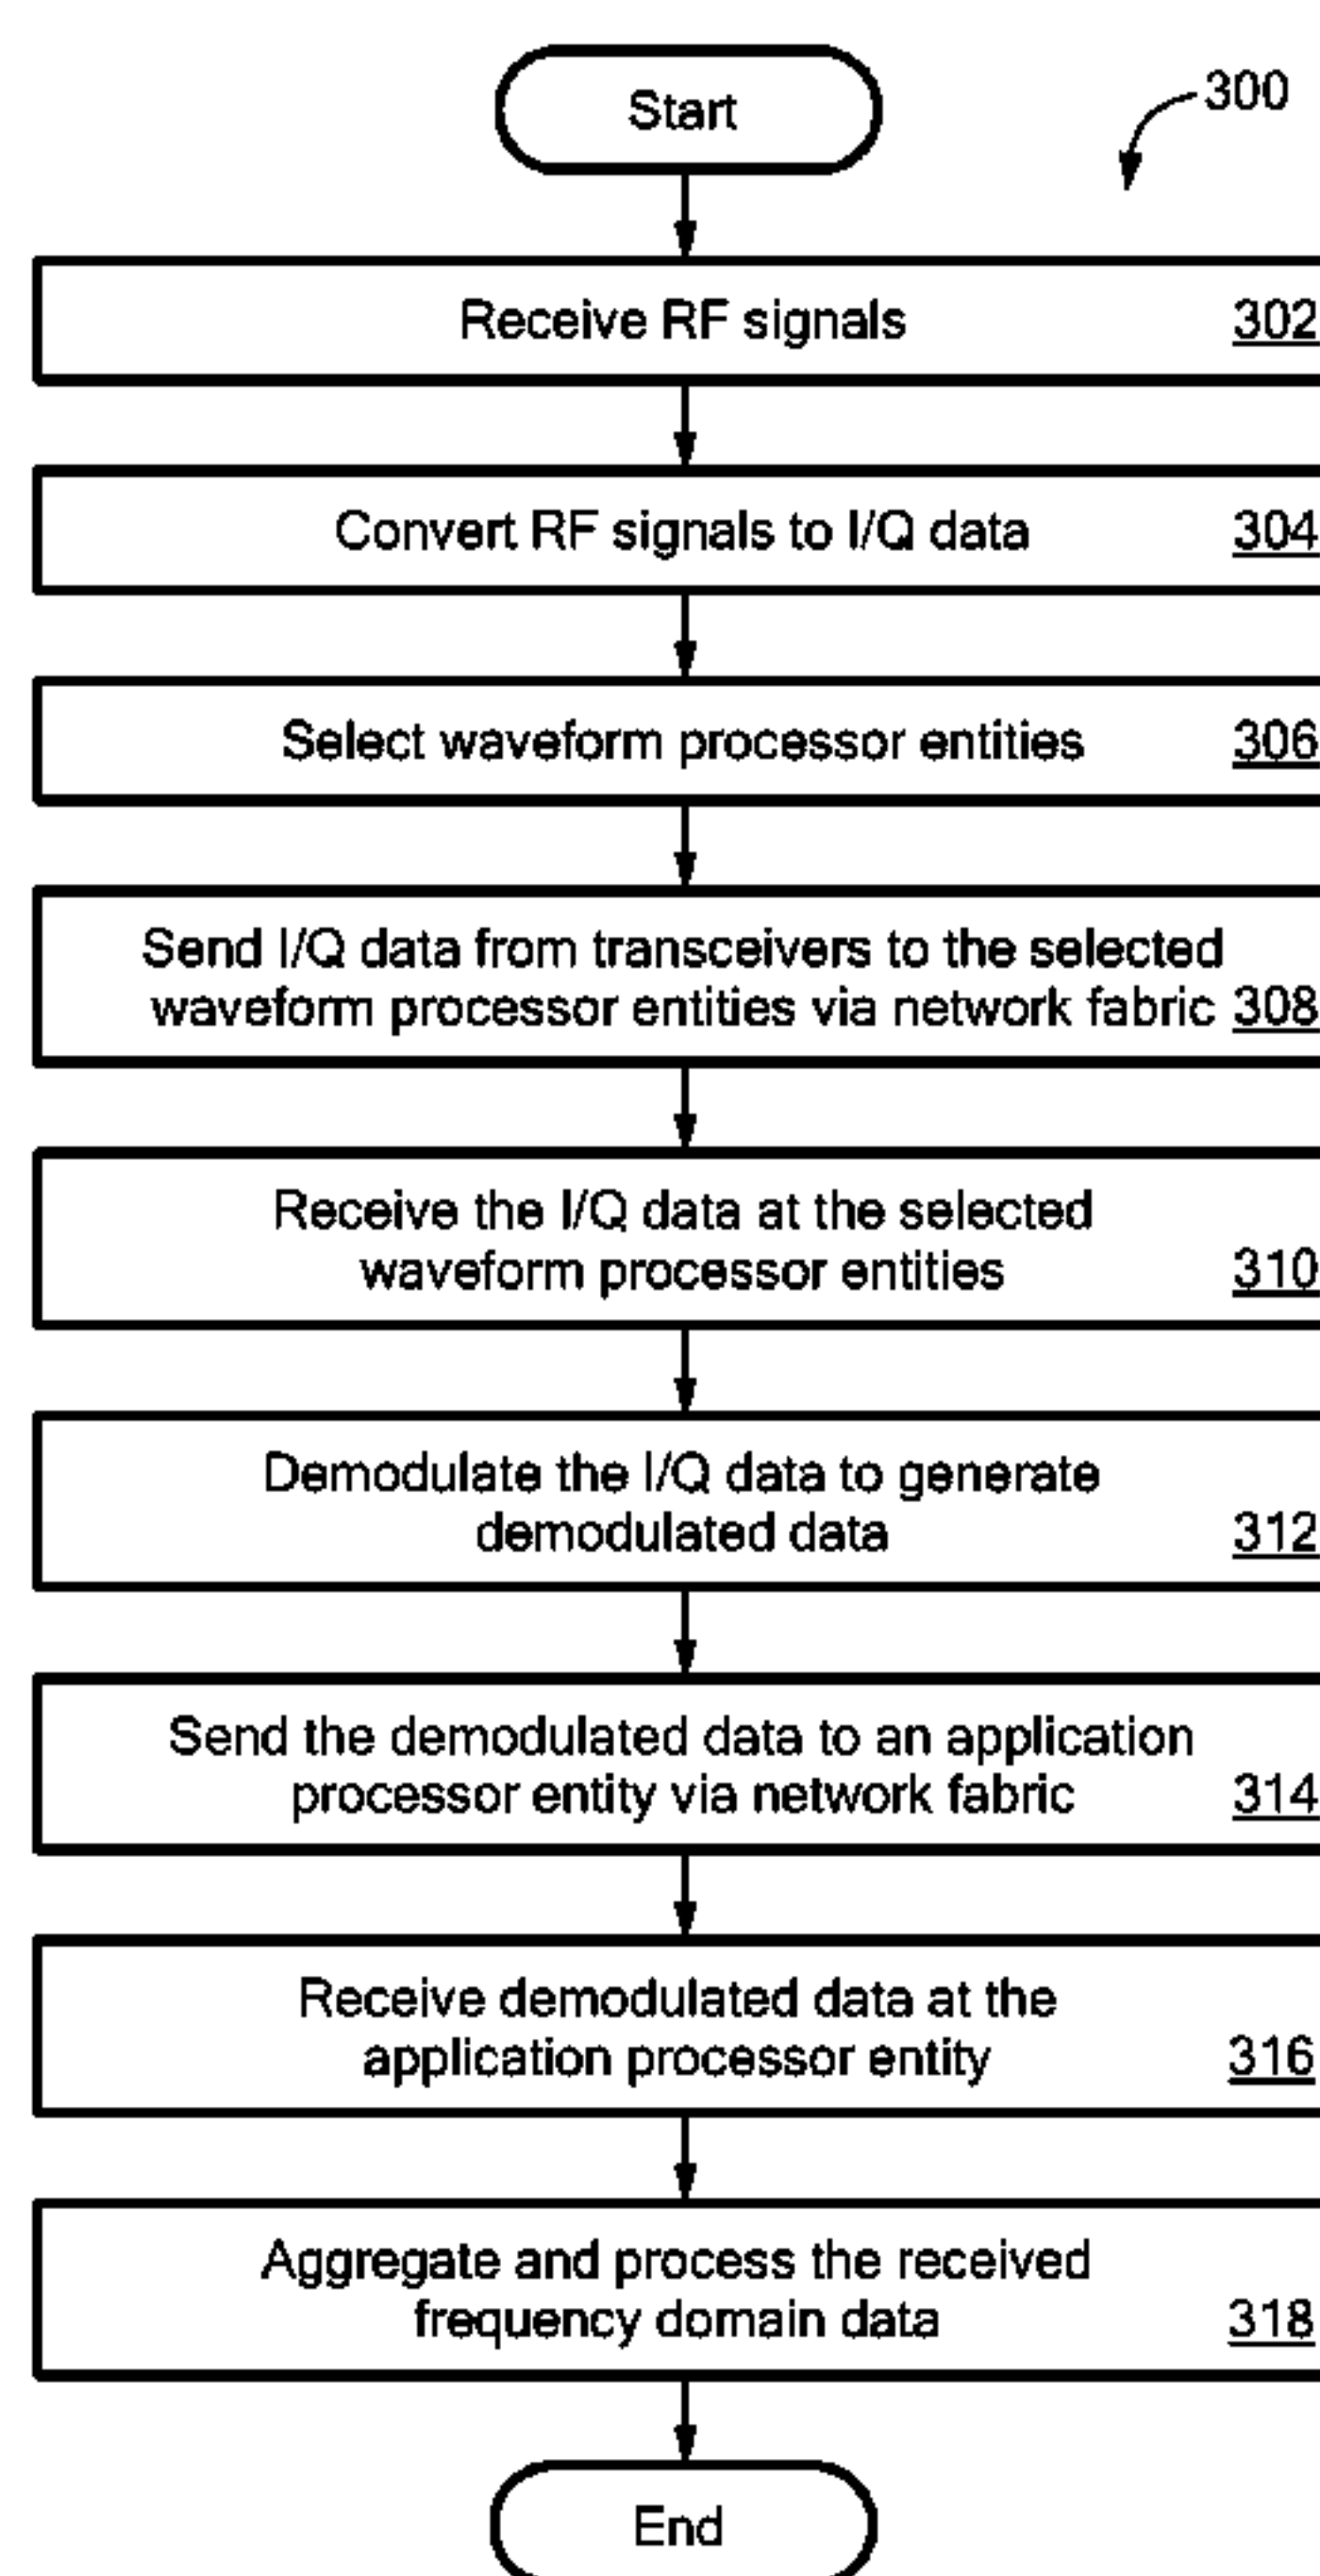 Start
300
Receive RF signals 302
Convert RF signals to I/Q data 304
Select waveform processor entities 306
Send I/Q data from transceivers to the selected
waveform processor entities via network fabric 308
Receive the I/Q data at the selected
waveform processor entities 310
Demodulate the I/Q data to generate
demodulated data 312
Send the demodulated data to an application
processor entity via network fabric 314
Receive demodulated data at the
application processor entity 316
Aggregate and process the received
frequency domain data 318
End